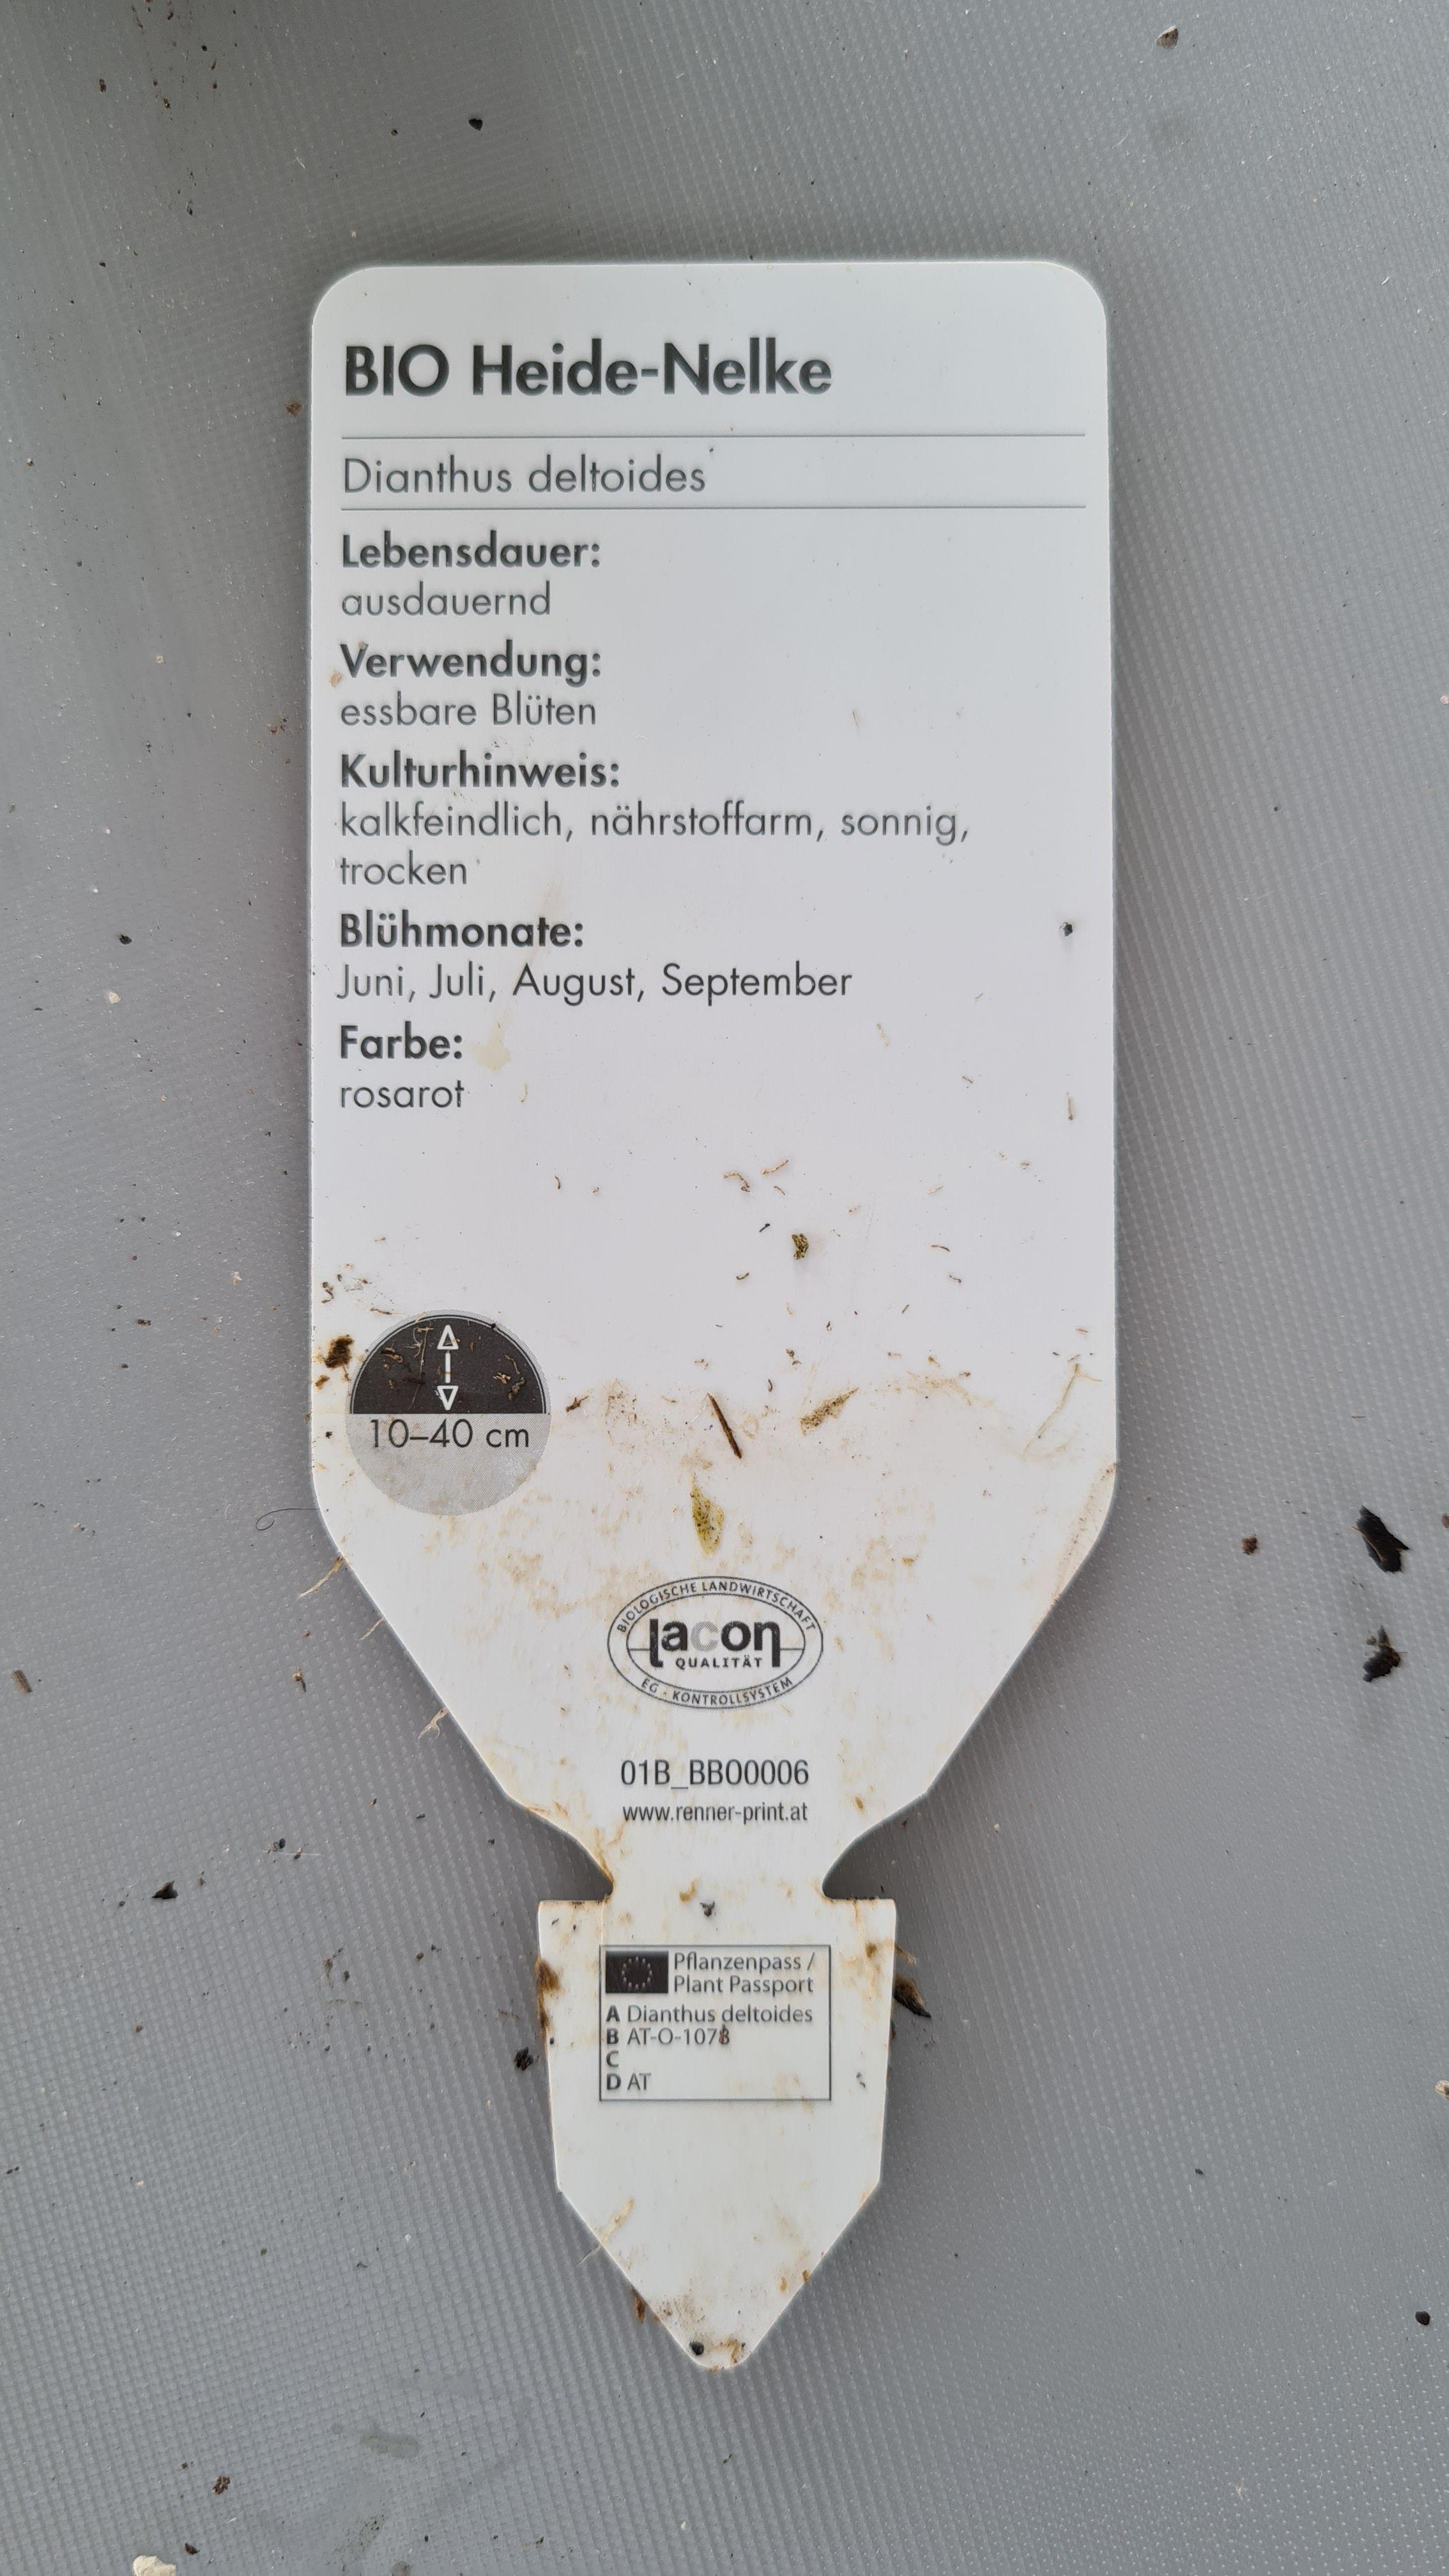 BIO Heide-Nelke
Dianthus deltoides
Lebensdauer:
ausdauernd
Verwendung:
essbare Blüten
Kulturhinweis:
kalkfeindlich, nährstoffarm, sonnig,
trocken
Blühmonate:
Juni, Juli, August, September
Farbe:
rosarot
10–40 cm
BIOLOGISCHE LANDWIRTSCHAFT
lacon
QUALITÄT
EG - KONTROLLSYSTEM
01B_BBO0006
www.renner-print.at
Pflanzenpass /
Plant Passport
A Dianthus deltoides
B AT-O-1078
C
D AT